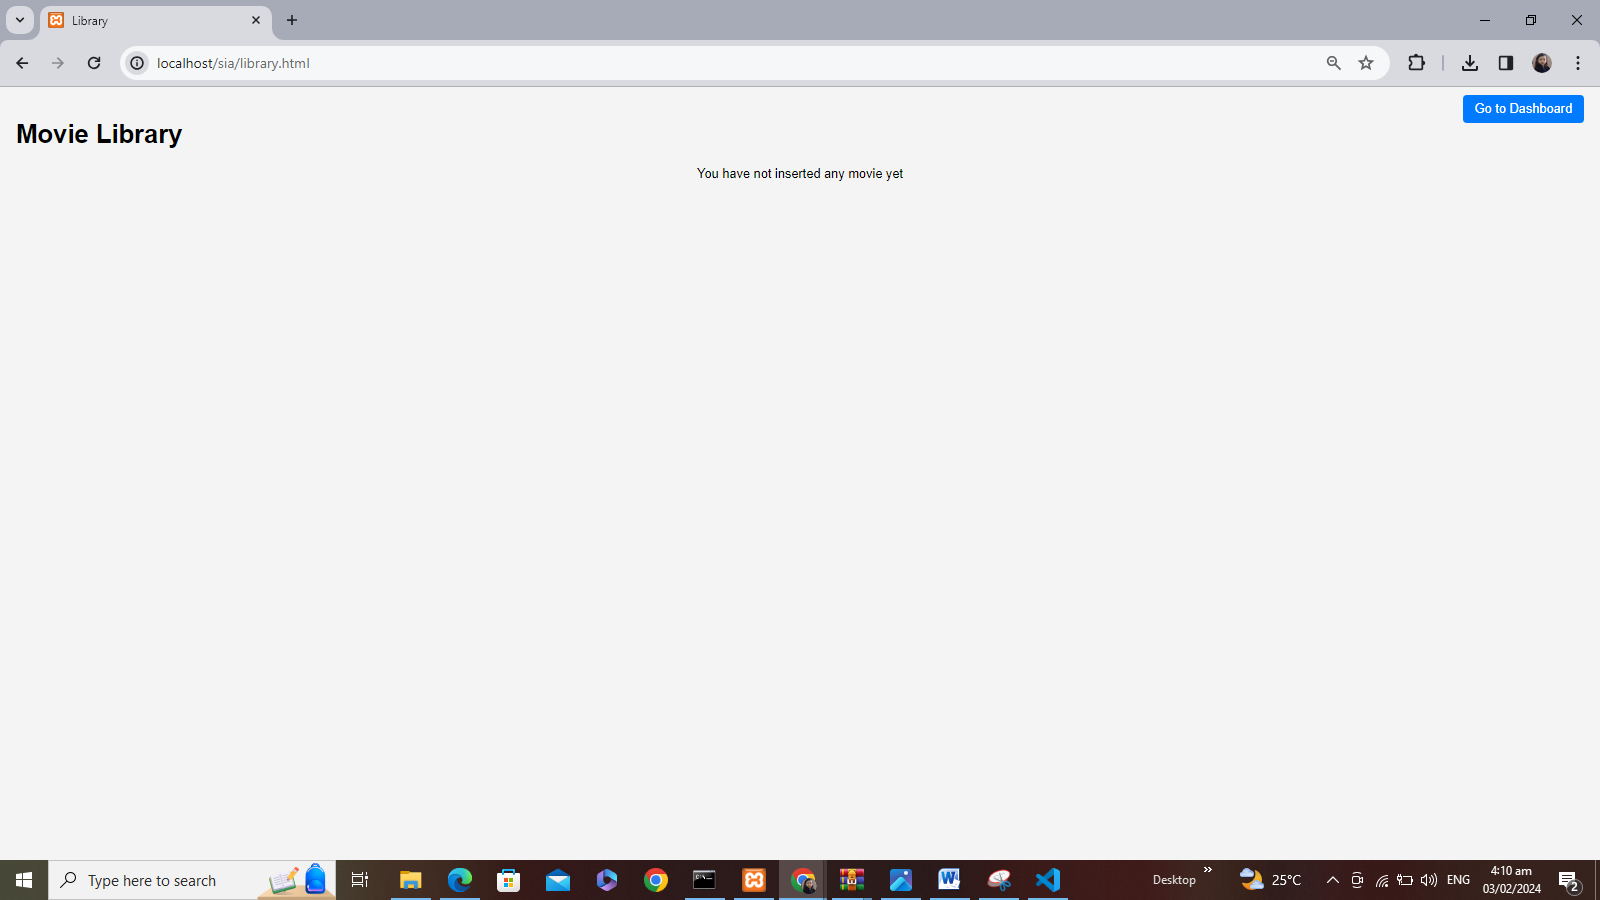 Library
localhost/sia/library.html
Go to Dashboard
Movie Library
You have not inserted any movie yet
Type here to search
Desktop
25°C
ENG
4:10 am
03/02/2024
2